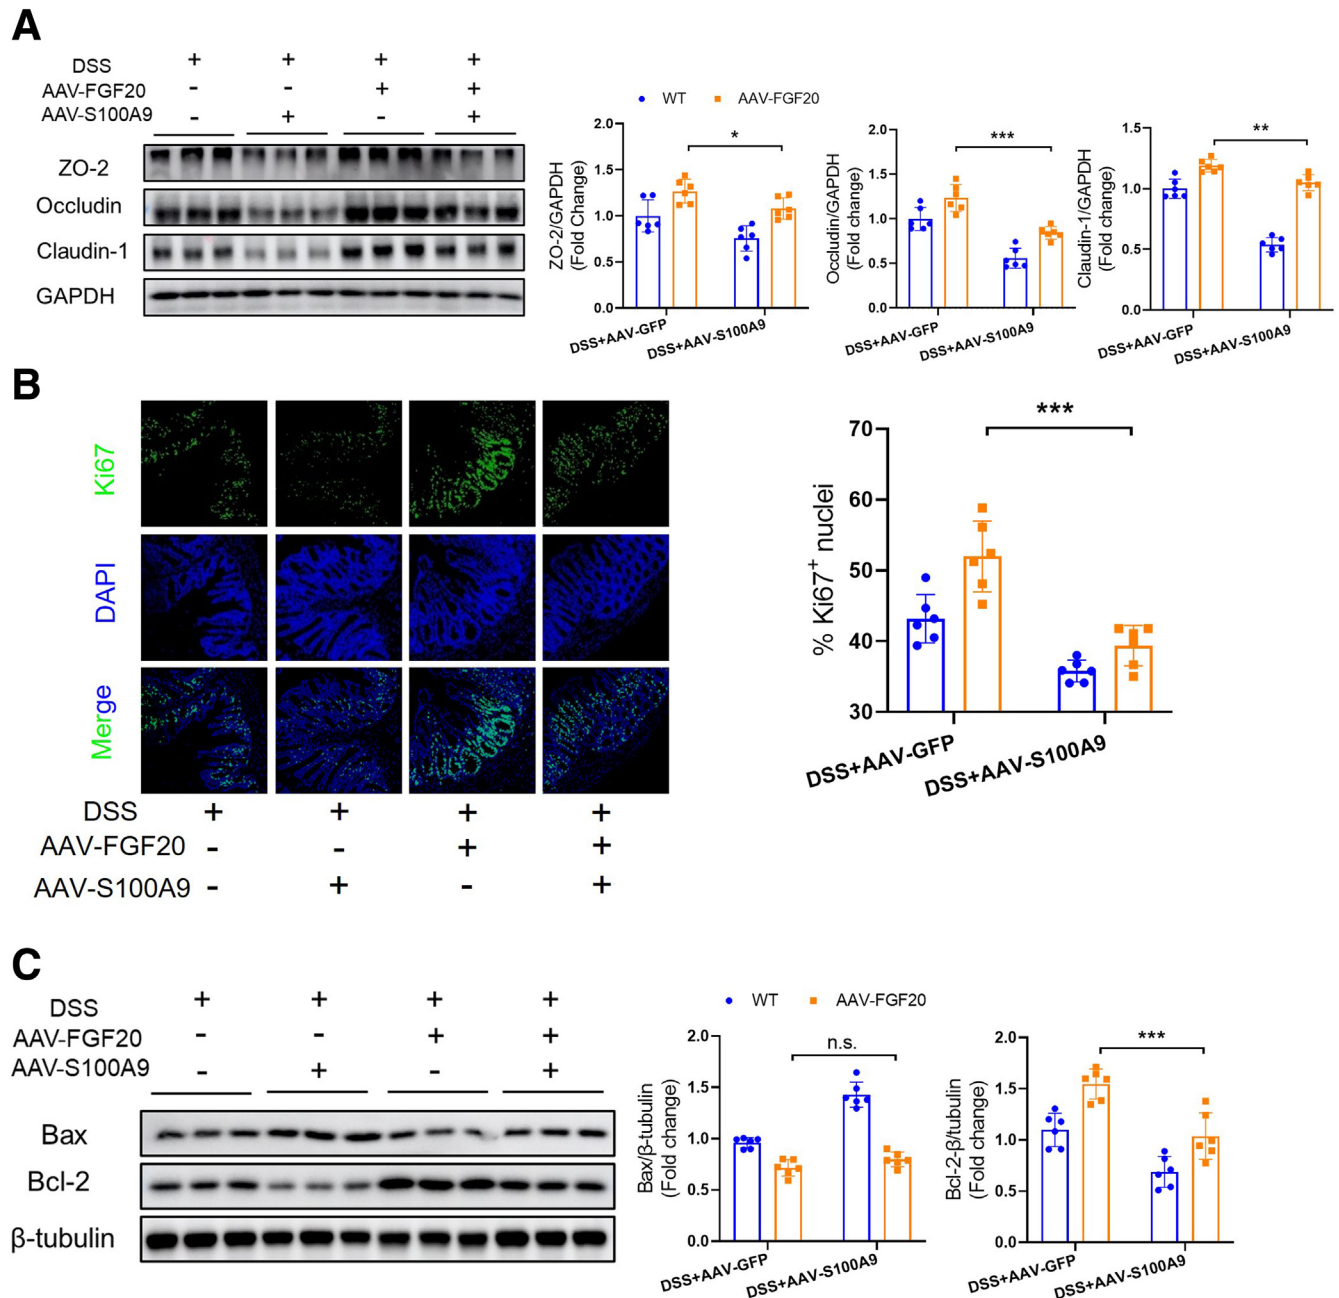 A
DSS + + + +
AAV-FGF20 - - + +
AAV-S100A9 - + - +
ZO-2
Occludin
Claudin-1
GAPDH
WT AAV-FGF20
ZO-2/GAPDH
(Fold Change)
2.0
1.5
1.0
0.5
0.0
*
DSS+AAV-GFP
DSS+AAV-S100A9
Occludin/GAPDH
(Fold change)
2.0
1.5
1.0
0.5
0.0
***
DSS+AAV-GFP
DSS+AAV-S100A9
Claudin-1/GAPDH
(Fold change)
1.5
1.0
0.5
0.0
**
DSS+AAV-GFP
DSS+AAV-S100A9
B
Ki67
DAPI
Merge
DSS + + + +
AAV-FGF20 - - + +
AAV-S100A9 - + - +
% Ki67+ nuclei
70
60
50
40
30
***
DSS+AAV-GFP
DSS+AAV-S100A9
C
DSS + + + +
AAV-FGF20 - - + +
AAV-S100A9 - + - +
Bax
Bcl-2
β-tubulin
WT AAV-FGF20
Bax/β-tubulin
(Fold change)
2.0
1.5
1.0
0.5
0.0
n.s.
DSS+AAV-GFP
DSS+AAV-S100A9
Bcl-2-β/tubulin
(Fold change)
2.0
1.5
1.0
0.5
0.0
***
DSS+AAV-GFP
DSS+AAV-S100A9